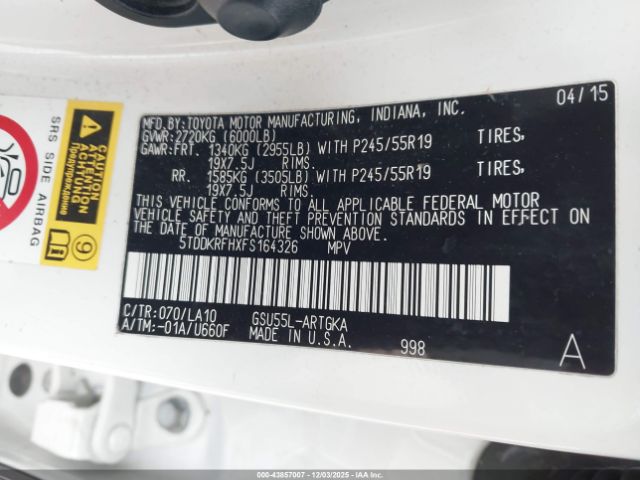 MFD.BY:TOYOTA MOTOR MANUFACTURING, INDIANA, INC. 04/15
GVWR:2720KG (6000LB)
GAWR:FRT. 1340KG (2955LB) WITH P245/55R19 TIRES,
19X7.5J RIMS.
RR. 1585KG (3505LB) WITH P245/55R19 TIRES,
19X7.5J RIMS.
THIS VEHICLE CONFORMS TO ALL APPLICABLE FEDERAL MOTOR
VEHICLE SAFETY AND THEFT PREVENTION STANDARDS IN EFFECT ON
THE DATE OF MANUFACTURE SHOWN ABOVE.
5TDDKRFHXFS164326 MPV
C/TR:070/LA10 GSU55L-ARTGKA
A/TM:-01A/U660F MADE IN U.S.A.
998 A
SRS SIDE AIRBAG
CAUTION
ATTENTION
ACHTUNG
Предупреждение
9
000-43857007 - 12/03/2025 - IAAI.COM